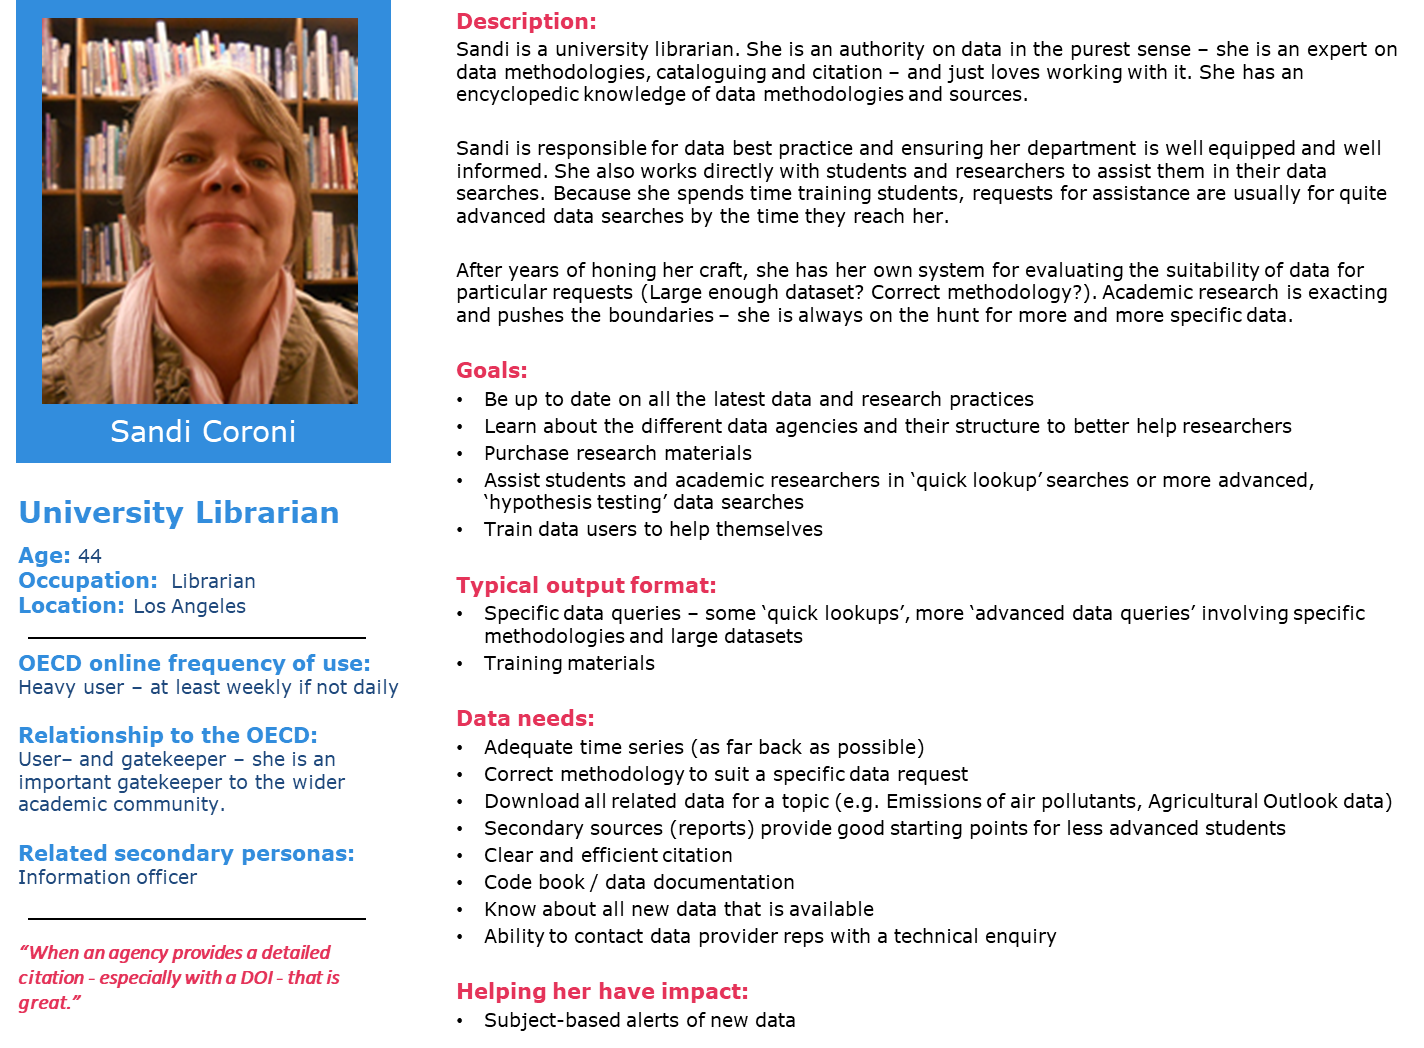 Sandi Coroni
University Librarian
Age: 44
Occupation: Librarian
Location: Los Angeles
OECD online frequency of use:
Heavy user – at least weekly if not daily
Relationship to the OECD:
User– and gatekeeper – she is an
important gatekeeper to the wider
academic community.
Related secondary personas:
Information officer
“When an agency provides a detailed
citation - especially with a DOI - that is
great.”
Description:
Sandi is a university librarian. She is an authority on data in the purest sense – she is an expert on
data methodologies, cataloguing and citation – and just loves working with it. She has an
encyclopedic knowledge of data methodologies and sources.
Sandi is responsible for data best practice and ensuring her department is well equipped and well
informed. She also works directly with students and researchers to assist them in their data
searches. Because she spends time training students, requests for assistance are usually for quite
advanced data searches by the time they reach her.
After years of honing her craft, she has her own system for evaluating the suitability of data for
particular requests (Large enough dataset? Correct methodology?). Academic research is exacting
and pushes the boundaries – she is always on the hunt for more and more specific data.
Goals:
• Be up to date on all the latest data and research practices
• Learn about the different data agencies and their structure to better help researchers
• Purchase research materials
• Assist students and academic researchers in ‘quick lookup’ searches or more advanced,
‘hypothesis testing’ data searches
• Train data users to help themselves
Typical output format:
• Specific data queries – some ‘quick lookups’, more ‘advanced data queries’ involving specific
methodologies and large datasets
• Training materials
Data needs:
• Adequate time series (as far back as possible)
• Correct methodology to suit a specific data request
• Download all related data for a topic (e.g. Emissions of air pollutants, Agricultural Outlook data)
• Secondary sources (reports) provide good starting points for less advanced students
• Clear and efficient citation
• Code book / data documentation
• Know about all new data that is available
• Ability to contact data provider reps with a technical enquiry
Helping her have impact:
• Subject-based alerts of new data